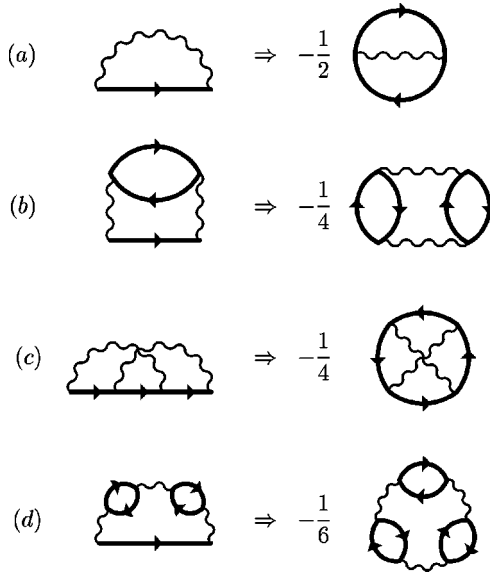 (a) ⇒ −1/2
(b) ⇒ −1/4
(c) ⇒ −1/4
(d) ⇒ −1/6